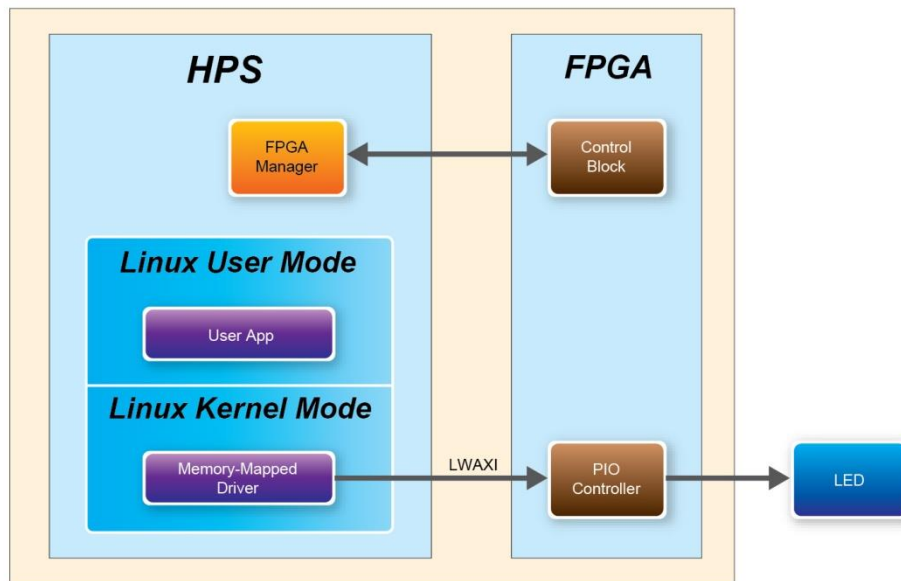 HPS
FPGA
FPGA
Manager
Control
Block
Linux User Mode
User App
Linux Kernel Mode
Memory-Mapped
Driver
LWAXI
PIO
Controller
LED